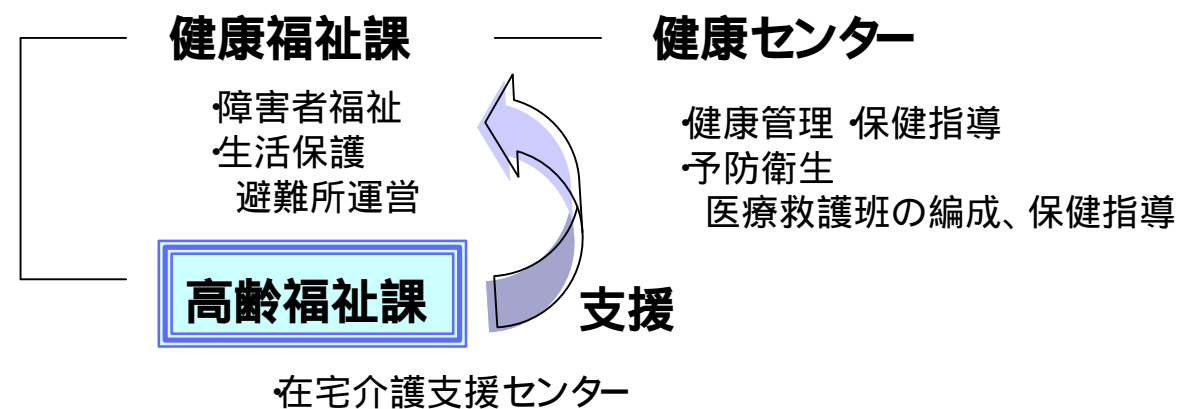 健康福祉課
・障害者福祉
・生活保護
避難所運営
健康センター
・健康管理・保健指導
・予防衛生
医療救護班の編成、保健指導
高齢福祉課
支援
・在宅介護支援センター